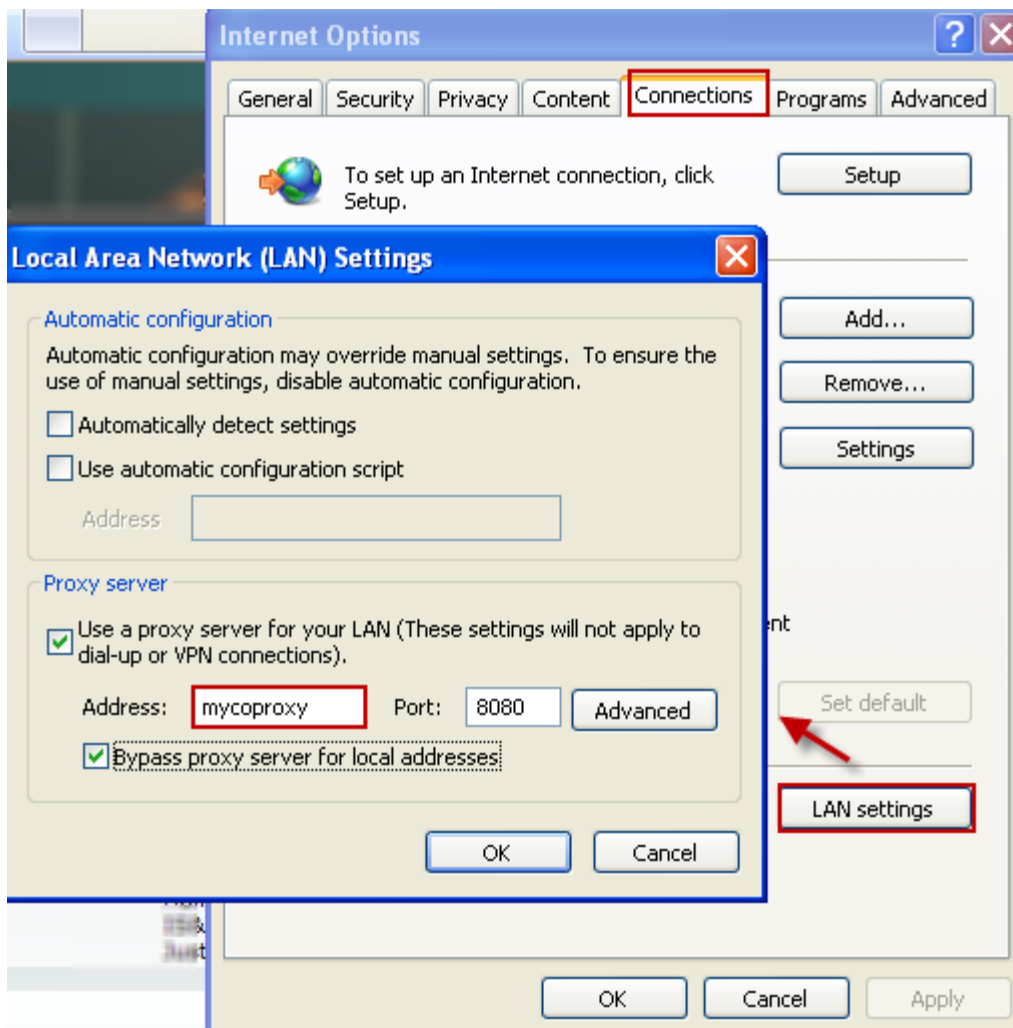 Internet Options
General
Security
Privacy
Content
Connections
Programs
Advanced
To set up an Internet connection, click
Setup.
Setup
Local Area Network (LAN) Settings
Automatic configuration
Automatic configuration may override manual settings. To ensure the
use of manual settings, disable automatic configuration.
Automatically detect settings
Use automatic configuration script
Address
Proxy server
Use a proxy server for your LAN (These settings will not apply to
dial-up or VPN connections).
Address:
mycoproxy
Port:
8080
Advanced
Bypass proxy server for local addresses
OK
Cancel
Add...
Remove...
Settings
Set default
LAN settings
OK
Cancel
Apply